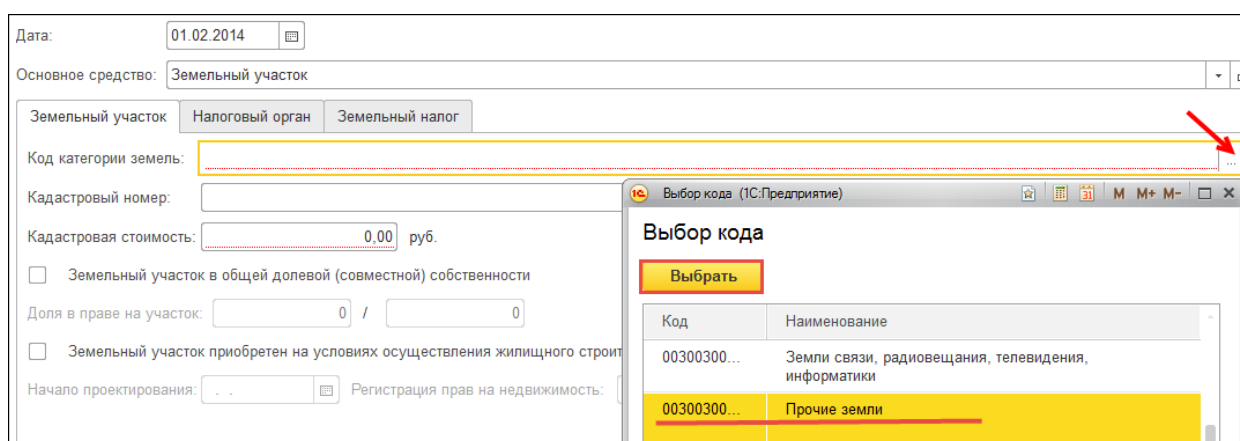 Дата: 01.02.2014
Основное средство: Земельный участок
Земельный участок Налоговый орган Земельный налог
Код категории земель: ...
Кадастровый номер:
Кадастровая стоимость: 0,00 руб.
Земельный участок в общей долевой (совместной) собственности
Доля в праве на участок: 0 / 0
Земельный участок приобретен на условиях осуществления жилищного строит
Начало проектирования: . . Регистрация прав на недвижимость:
1С Выбор кода (1С:Предприятие) 31 M M+ M-
Выбор кода
Выбрать
Код Наименование
00300300... Земли связи, радиовещания, телевидения,
информатики
00300300... Прочие земли